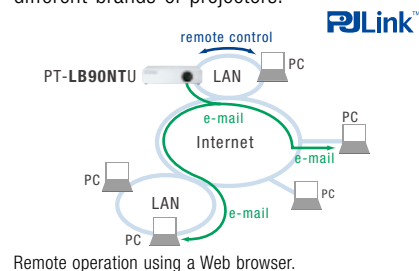 different brands of projectors.
PJLink™
remote control
PT-LB90NTU
LAN
PC
e-mail
Internet
PC
e-mail
PC
PC
LAN
e-mail
PC
Remote operation using a Web browser.